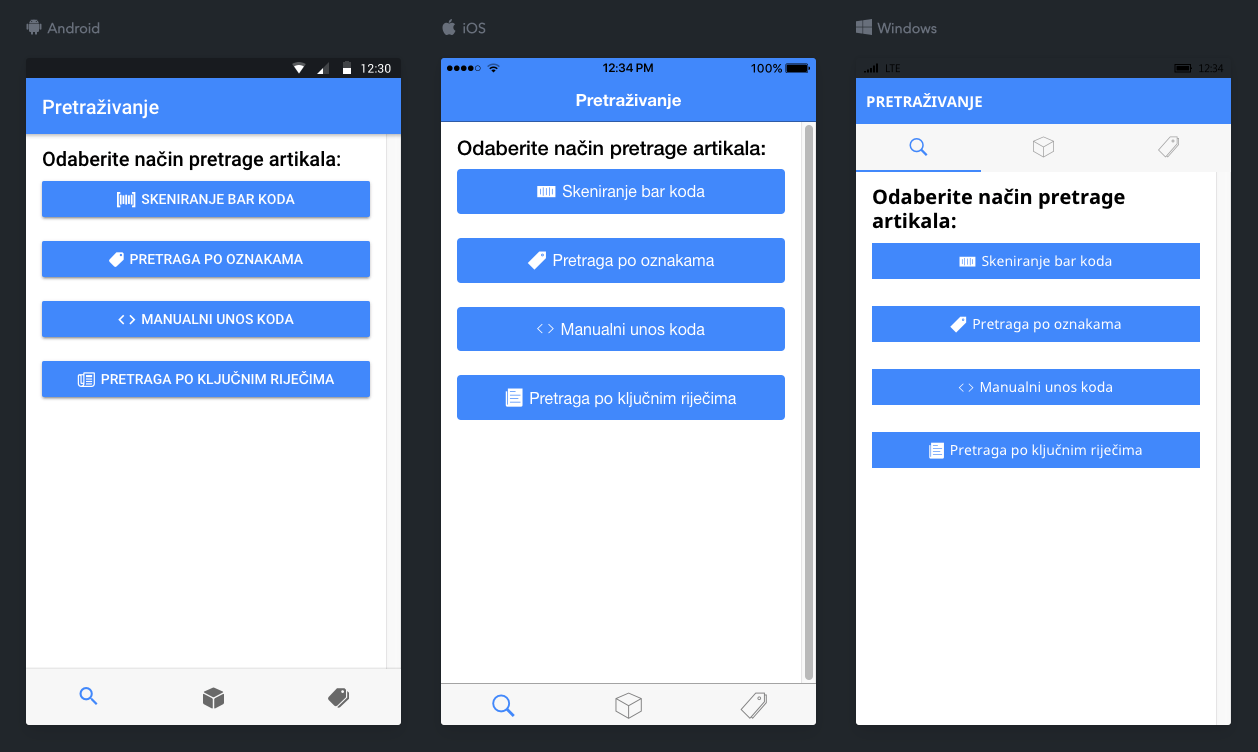 Android
12:30
Pretraživanje
Odaberite način pretrage artikala:
SKENIRANJE BAR KODA
PRETRAGA PO OZNAKAMA
MANUALNI UNOS KODA
PRETRAGA PO KLJUČNIM RIJEČIMA
iOS
12:34 PM
100%
Pretraživanje
Odaberite način pretrage artikala:
Skeniranje bar koda
Pretraga po oznakama
Manualni unos koda
Pretraga po ključnim riječima
Windows
LTE
12:34
PRETRAŽIVANJE
Odaberite način pretrage
artikala:
Skeniranje bar koda
Pretraga po oznakama
Manualni unos koda
Pretraga po ključnim riječima